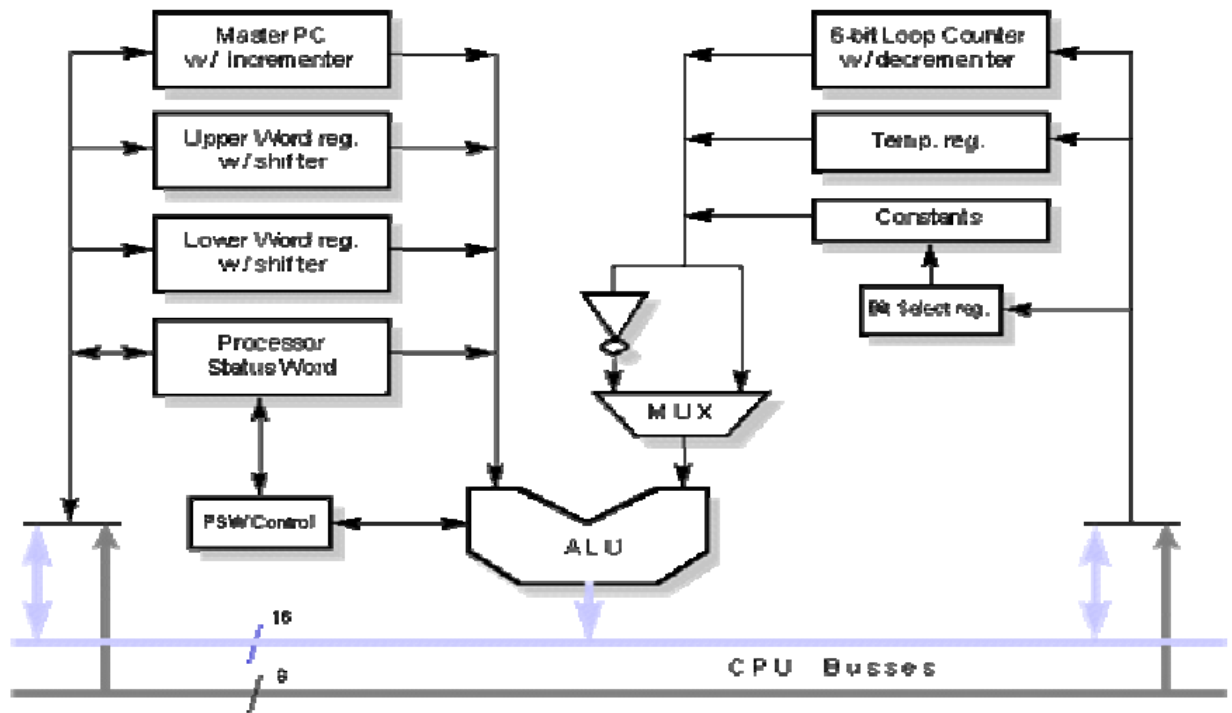 Master PC
w/ Incrementer
Upper Word reg.
w/shifter
Lower Word reg.
w/shifter
Processor
Status Word
PSW Control
6-bit Loop Counter
w/decrementer
Temp. reg.
Constants
Bit Select reg.
MUX
ALU
16
8
CPU Busses